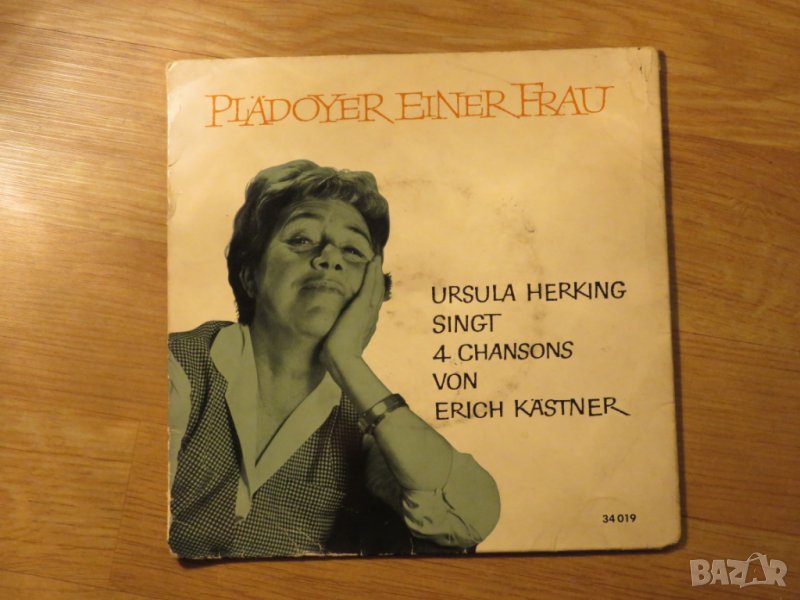 PLÄDOYER EINER FRAU
URSULA HERKING
SINGT
4 CHANSONS
VON
ERICH KÄSTNER
34 019
BAZAR